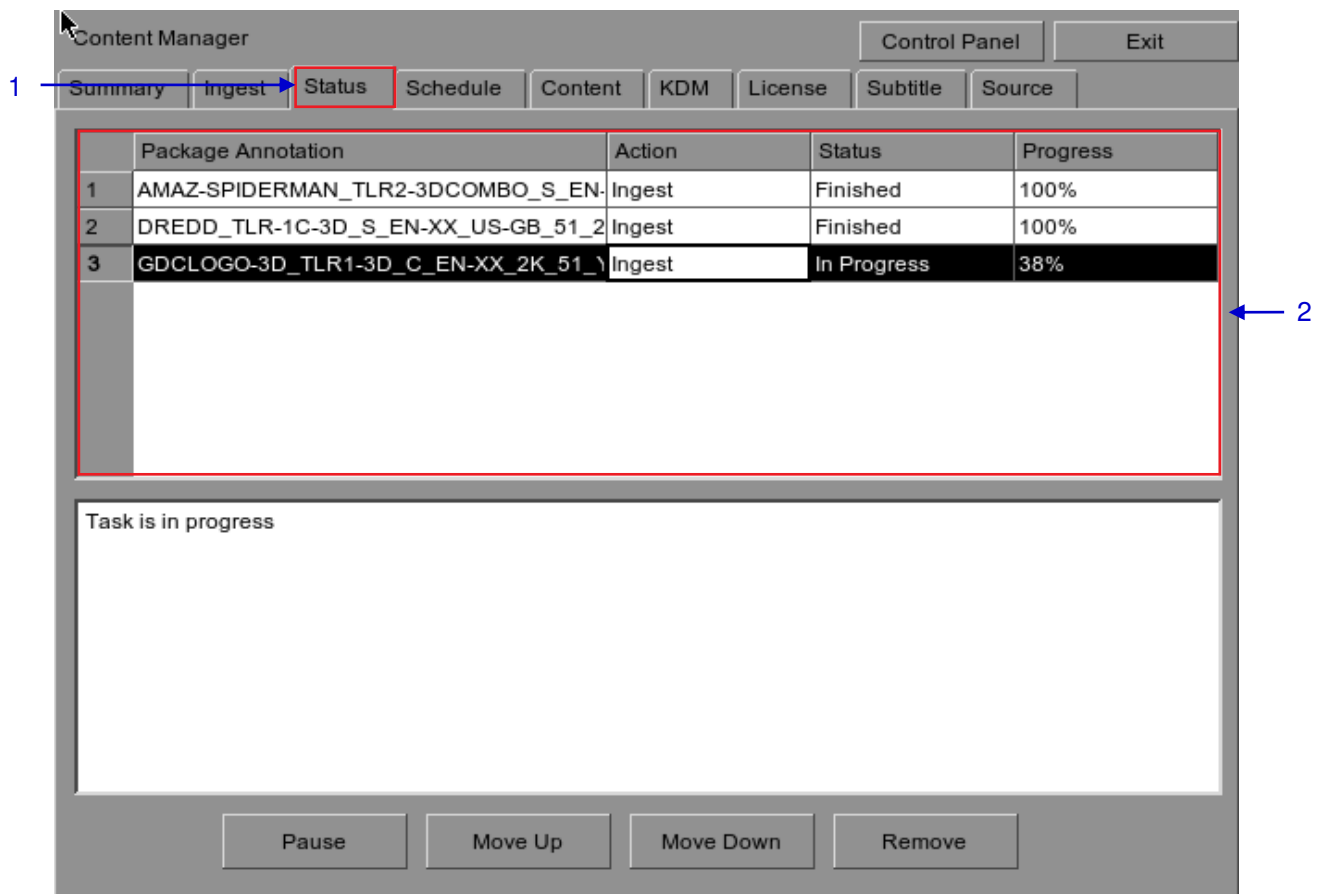 Content Manager Control Panel Exit
1 Summary Ingest Status Schedule Content KDM License Subtitle Source
Package Annotation Action Status Progress
1 AMAZ-SPIDERMAN_TLR2-3DCOMBO_S_EN- Ingest Finished 100%
2 DREDD_TLR-1C-3D_S_EN-XX_US-GB_51_2 Ingest Finished 100%
3 GDCLOGO-3D_TLR1-3D_C_EN-XX_2K_51_ Ingest In Progress 38%
2
Task is in progress
Pause Move Up Move Down Remove